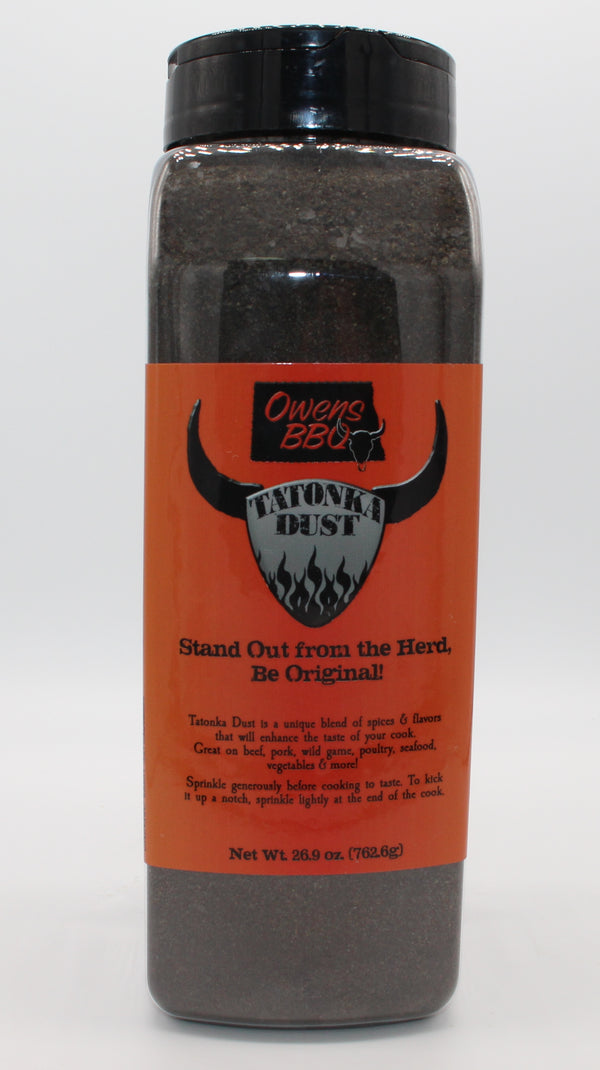 Owens
BBQ
TATONKA
DUST
Stand Out from the Herd,
Be Original!
Tatonka Dust is a unique blend of spices & flavors
that will enhance the taste of your cook.
Great on beef, pork, wild game, poultry, seafood,
vegetables & more!
Sprinkle generously before cooking to taste. To kick
it up a notch, sprinkle lightly at the end of the cook.
Net Wt. 26.9 oz. (762.6g)